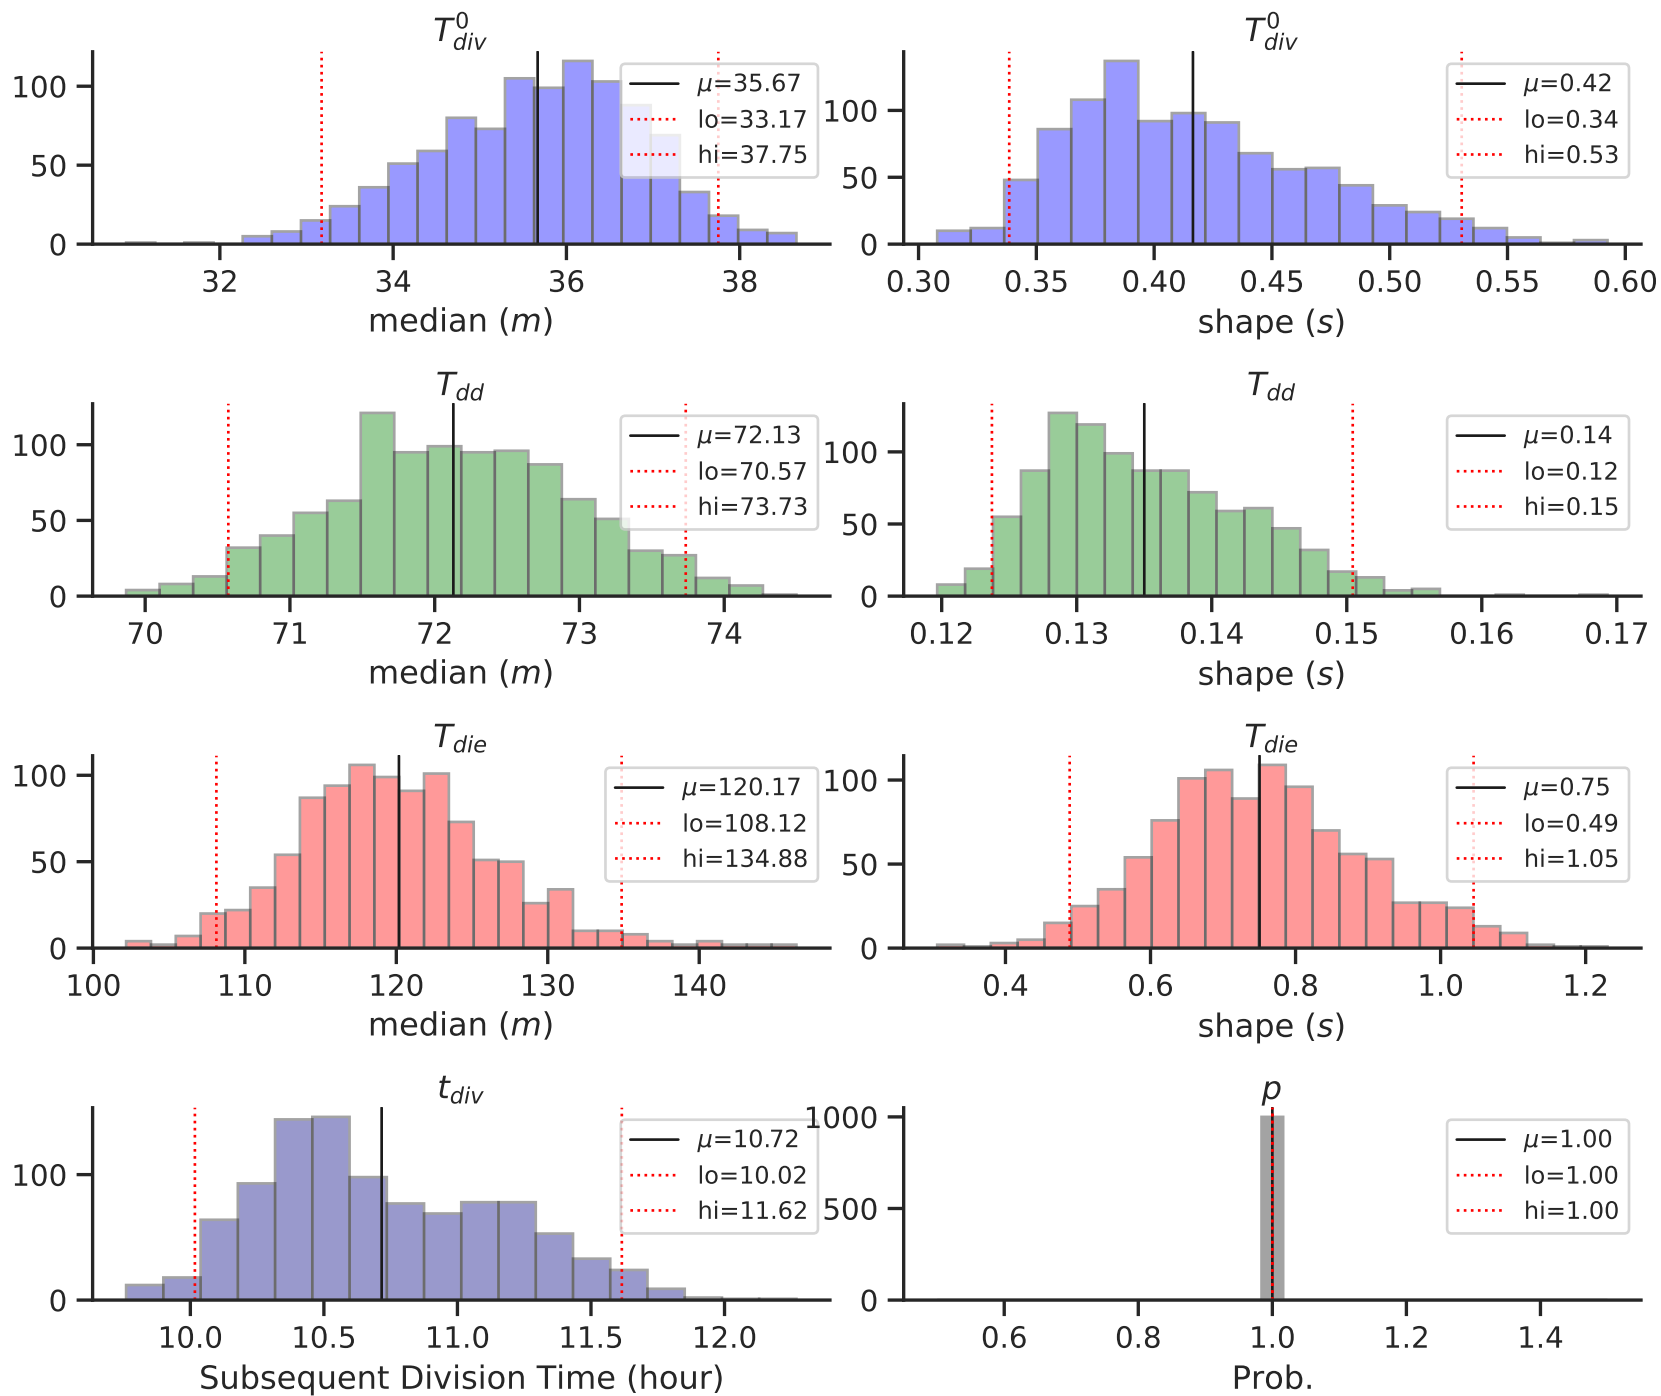 T⁰_div
100
50
0
μ=35.67
lo=33.17
hi=37.75
32 34 36 38
median (m)
T⁰_div
100
50
0
μ=0.42
lo=0.34
hi=0.53
0.30 0.35 0.40 0.45 0.50 0.55 0.60
shape (s)
T_dd
100
50
0
μ=72.13
lo=70.57
hi=73.73
70 71 72 73 74
median (m)
T_dd
100
50
0
μ=0.14
lo=0.12
hi=0.15
0.12 0.13 0.14 0.15 0.16 0.17
shape (s)
T_die
100
50
0
μ=120.17
lo=108.12
hi=134.88
100 110 120 130 140
median (m)
T_die
100
50
0
μ=0.75
lo=0.49
hi=1.05
0.4 0.6 0.8 1.0 1.2
shape (s)
t_div
100
0
μ=10.72
lo=10.02
hi=11.62
10.0 10.5 11.0 11.5 12.0
Subsequent Division Time (hour)
p
1000
500
0
μ=1.00
lo=1.00
hi=1.00
0.6 0.8 1.0 1.2 1.4
Prob.